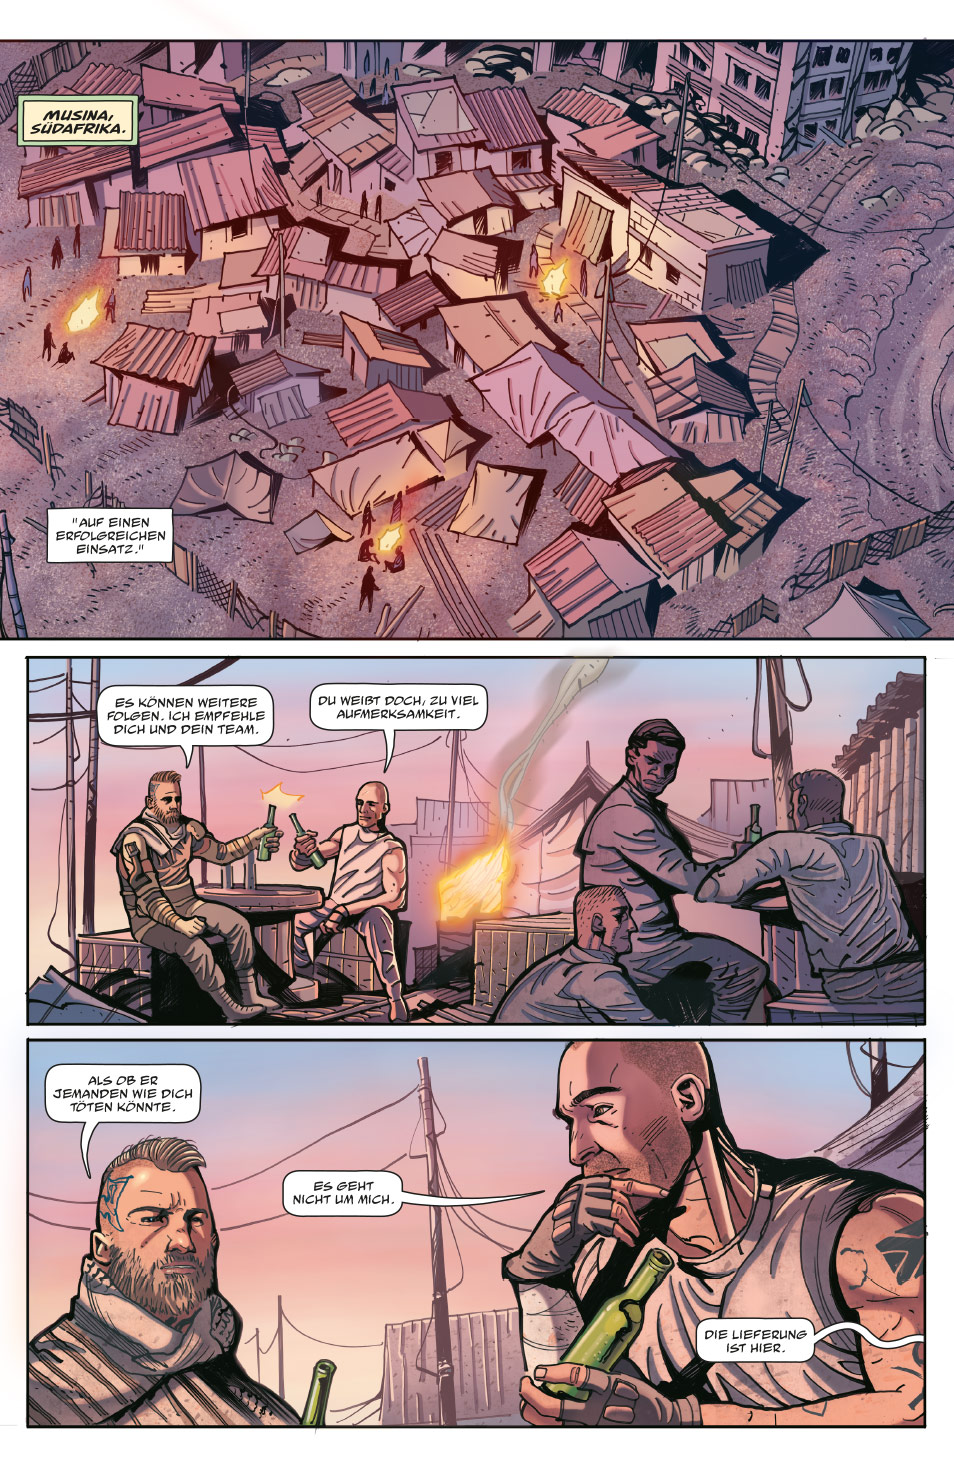 MUSINA,
SÜDAFRIKA.
"AUF EINEN
ERFOLGREICHEN
EINSATZ."
ES KÖNNEN WEITERE
FOLGEN. ICH EMPFEHLE
DICH UND DEIN TEAM.
DU WEIßT DOCH, ZU VIEL
AUFMERKSAMKEIT.
ALS OB ER
JEMANDEN WIE DICH
TÖTEN KÖNNTE.
ES GEHT
NICHT UM MICH.
DIE LIEFERUNG
IST HIER.